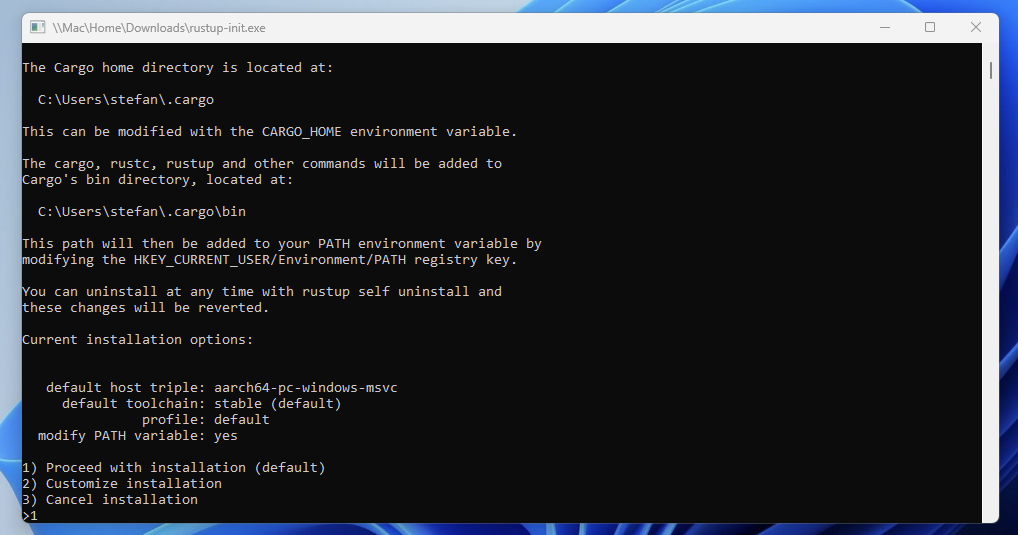 \\Mac\Home\Downloads\rustup-init.exe
The Cargo home directory is located at:
C:\Users\stefan\.cargo
This can be modified with the CARGO_HOME environment variable.
The cargo, rustc, rustup and other commands will be added to
Cargo's bin directory, located at:
C:\Users\stefan\.cargo\bin
This path will then be added to your PATH environment variable by
modifying the HKEY_CURRENT_USER/Environment/PATH registry key.
You can uninstall at any time with rustup self uninstall and
these changes will be reverted.
Current installation options:
default host triple: aarch64-pc-windows-msvc
default toolchain: stable (default)
profile: default
modify PATH variable: yes
1) Proceed with installation (default)
2) Customize installation
3) Cancel installation
>1